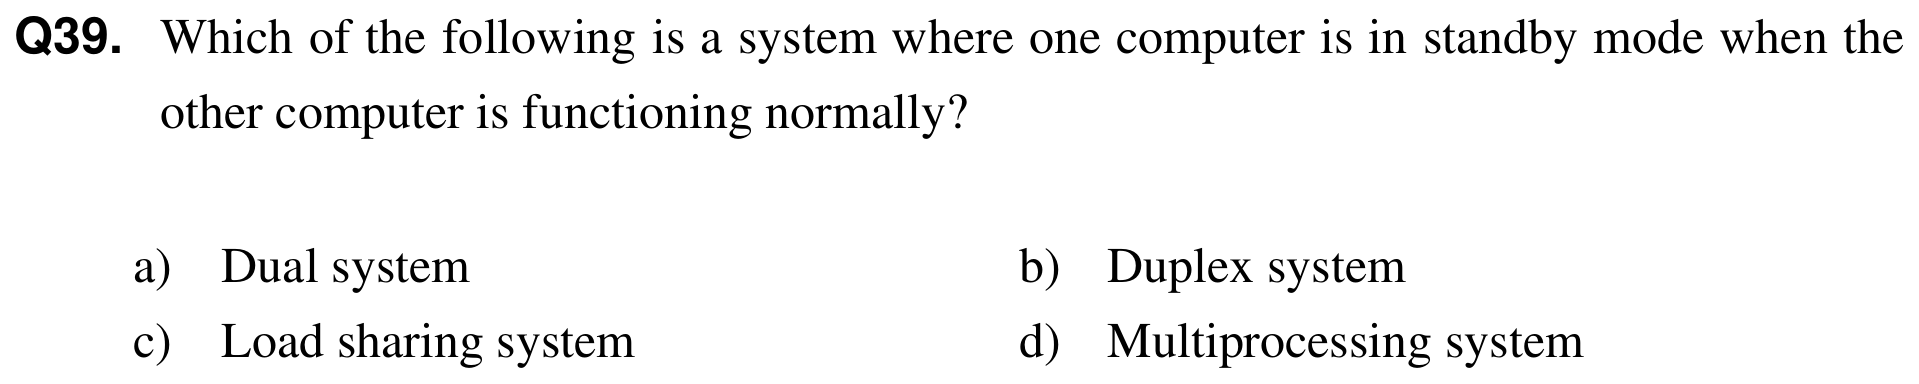 Q39. Which of the following is a system where one computer is in standby mode when the
other computer is functioning normally?
a) Dual system b) Duplex system
c) Load sharing system d) Multiprocessing system